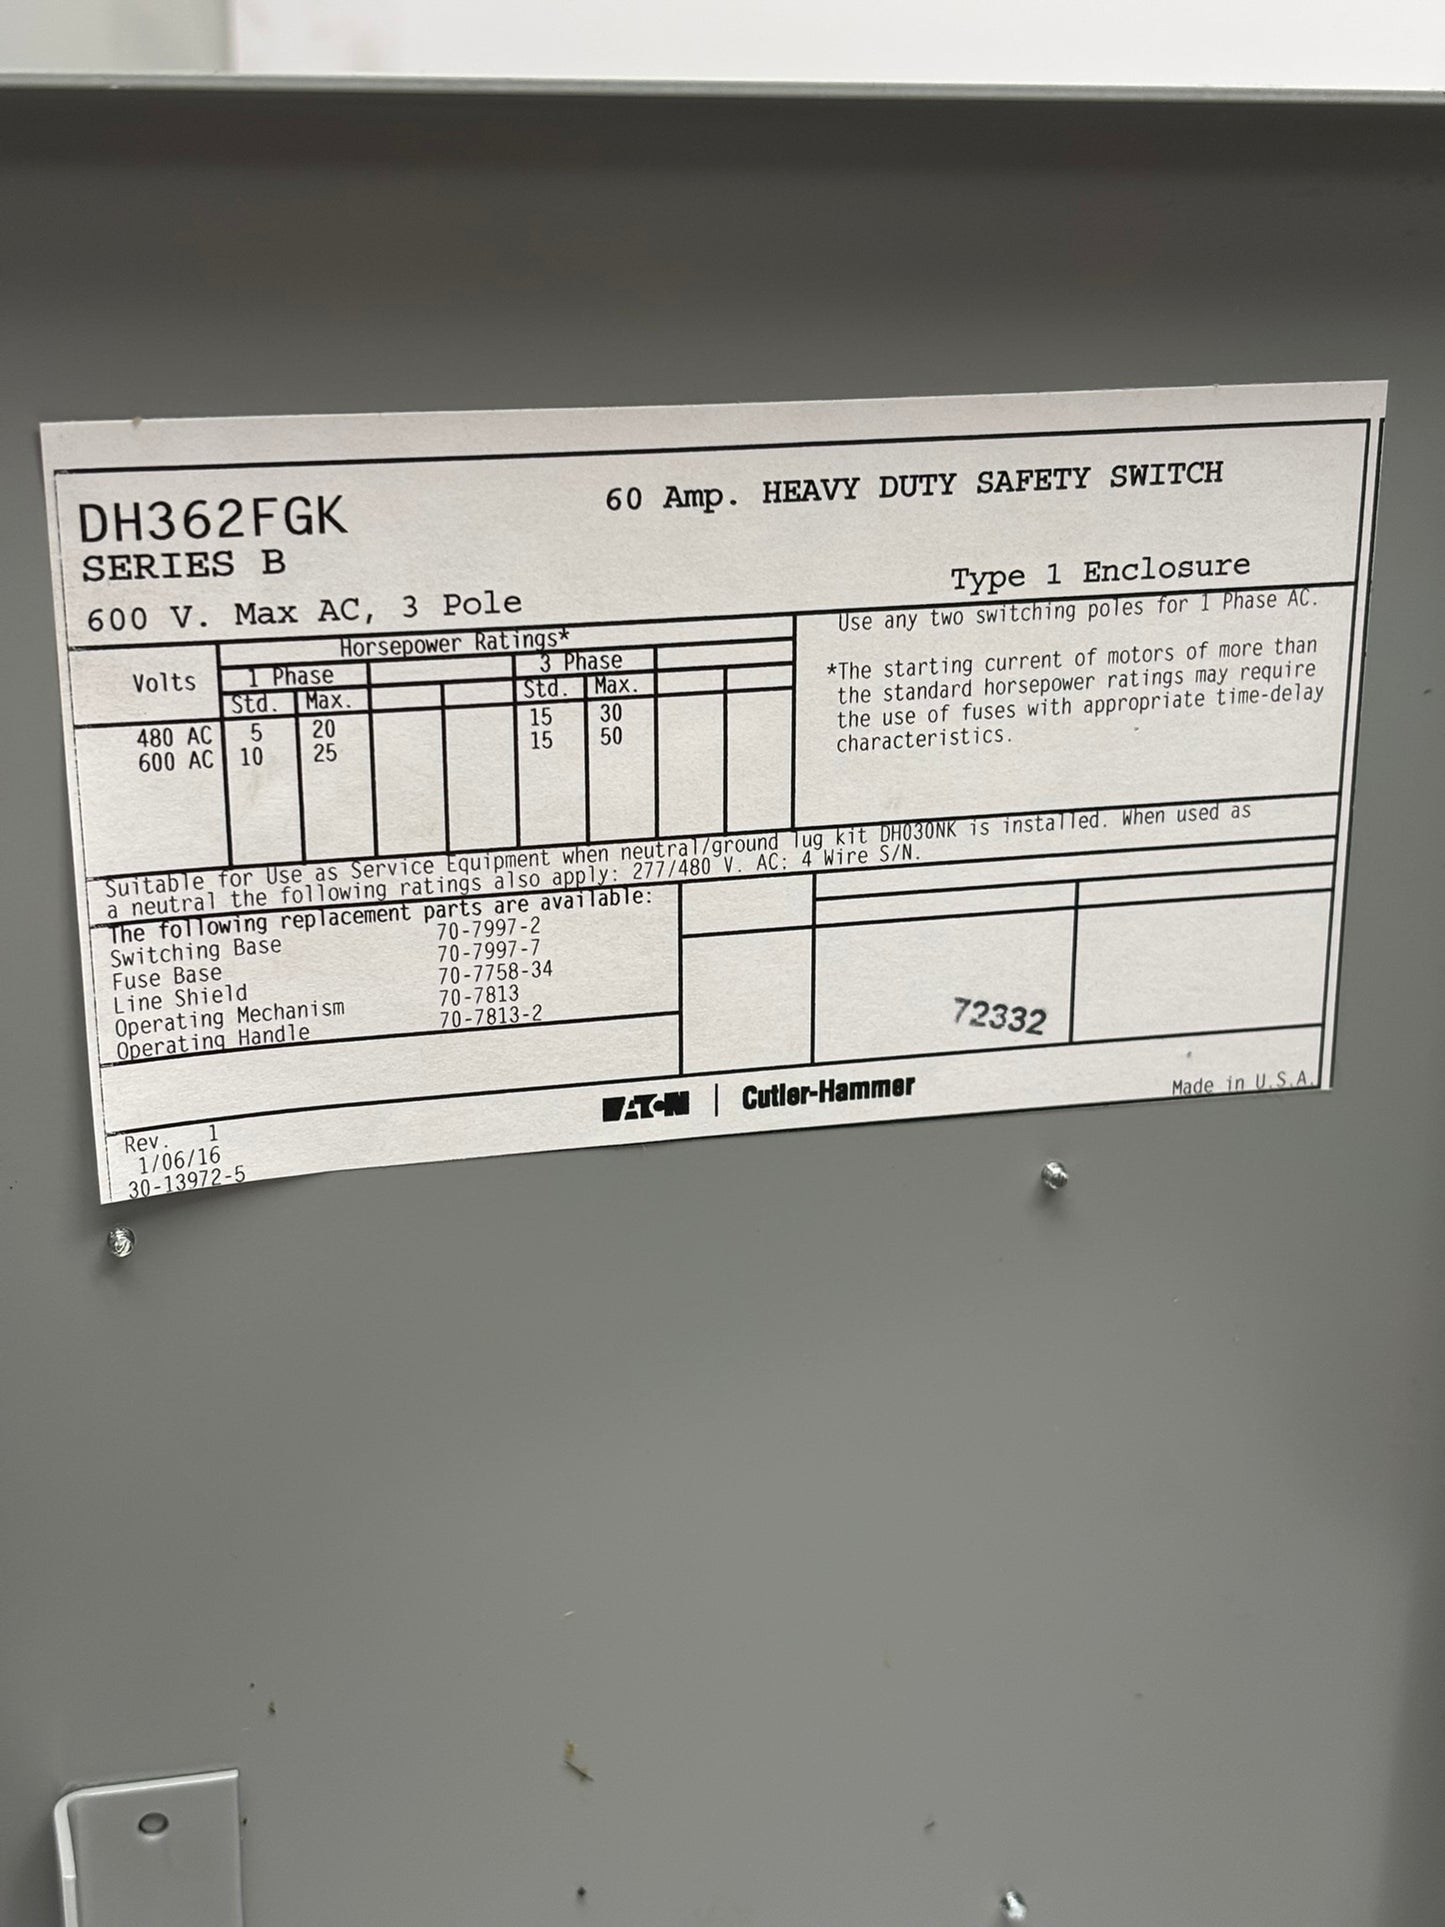 DH362FGK
60 Amp. HEAVY DUTY SAFETY SWITCH
SERIES B
Type 1 Enclosure
600 V. Max AC, 3 Pole
Horsepower Ratings*
Volts
1 Phase
3 Phase
Std. Max. Std. Max.
480 AC 5 20 15 30
600 AC 10 25 15 50
Use any two switching poles for 1 Phase AC.
*The starting current of motors of more than
the standard horsepower ratings may require
the use of fuses with appropriate time-delay
characteristics.
Suitable for Use as Service Equipment when neutral/ground lug kit DH030NK is installed. When used as
a neutral the following ratings also apply: 277/480 V. AC: 4 Wire S/N.
The following replacement parts are available:
Switching Base 70-7997-2
Fuse Base 70-7997-7
Line Shield 70-7758-34
Operating Mechanism 70-7813
Operating Handle 70-7813-2
72332
EATON | Cutler-Hammer
Made in U.S.A.
Rev. 1
1/06/16
30-13972-5